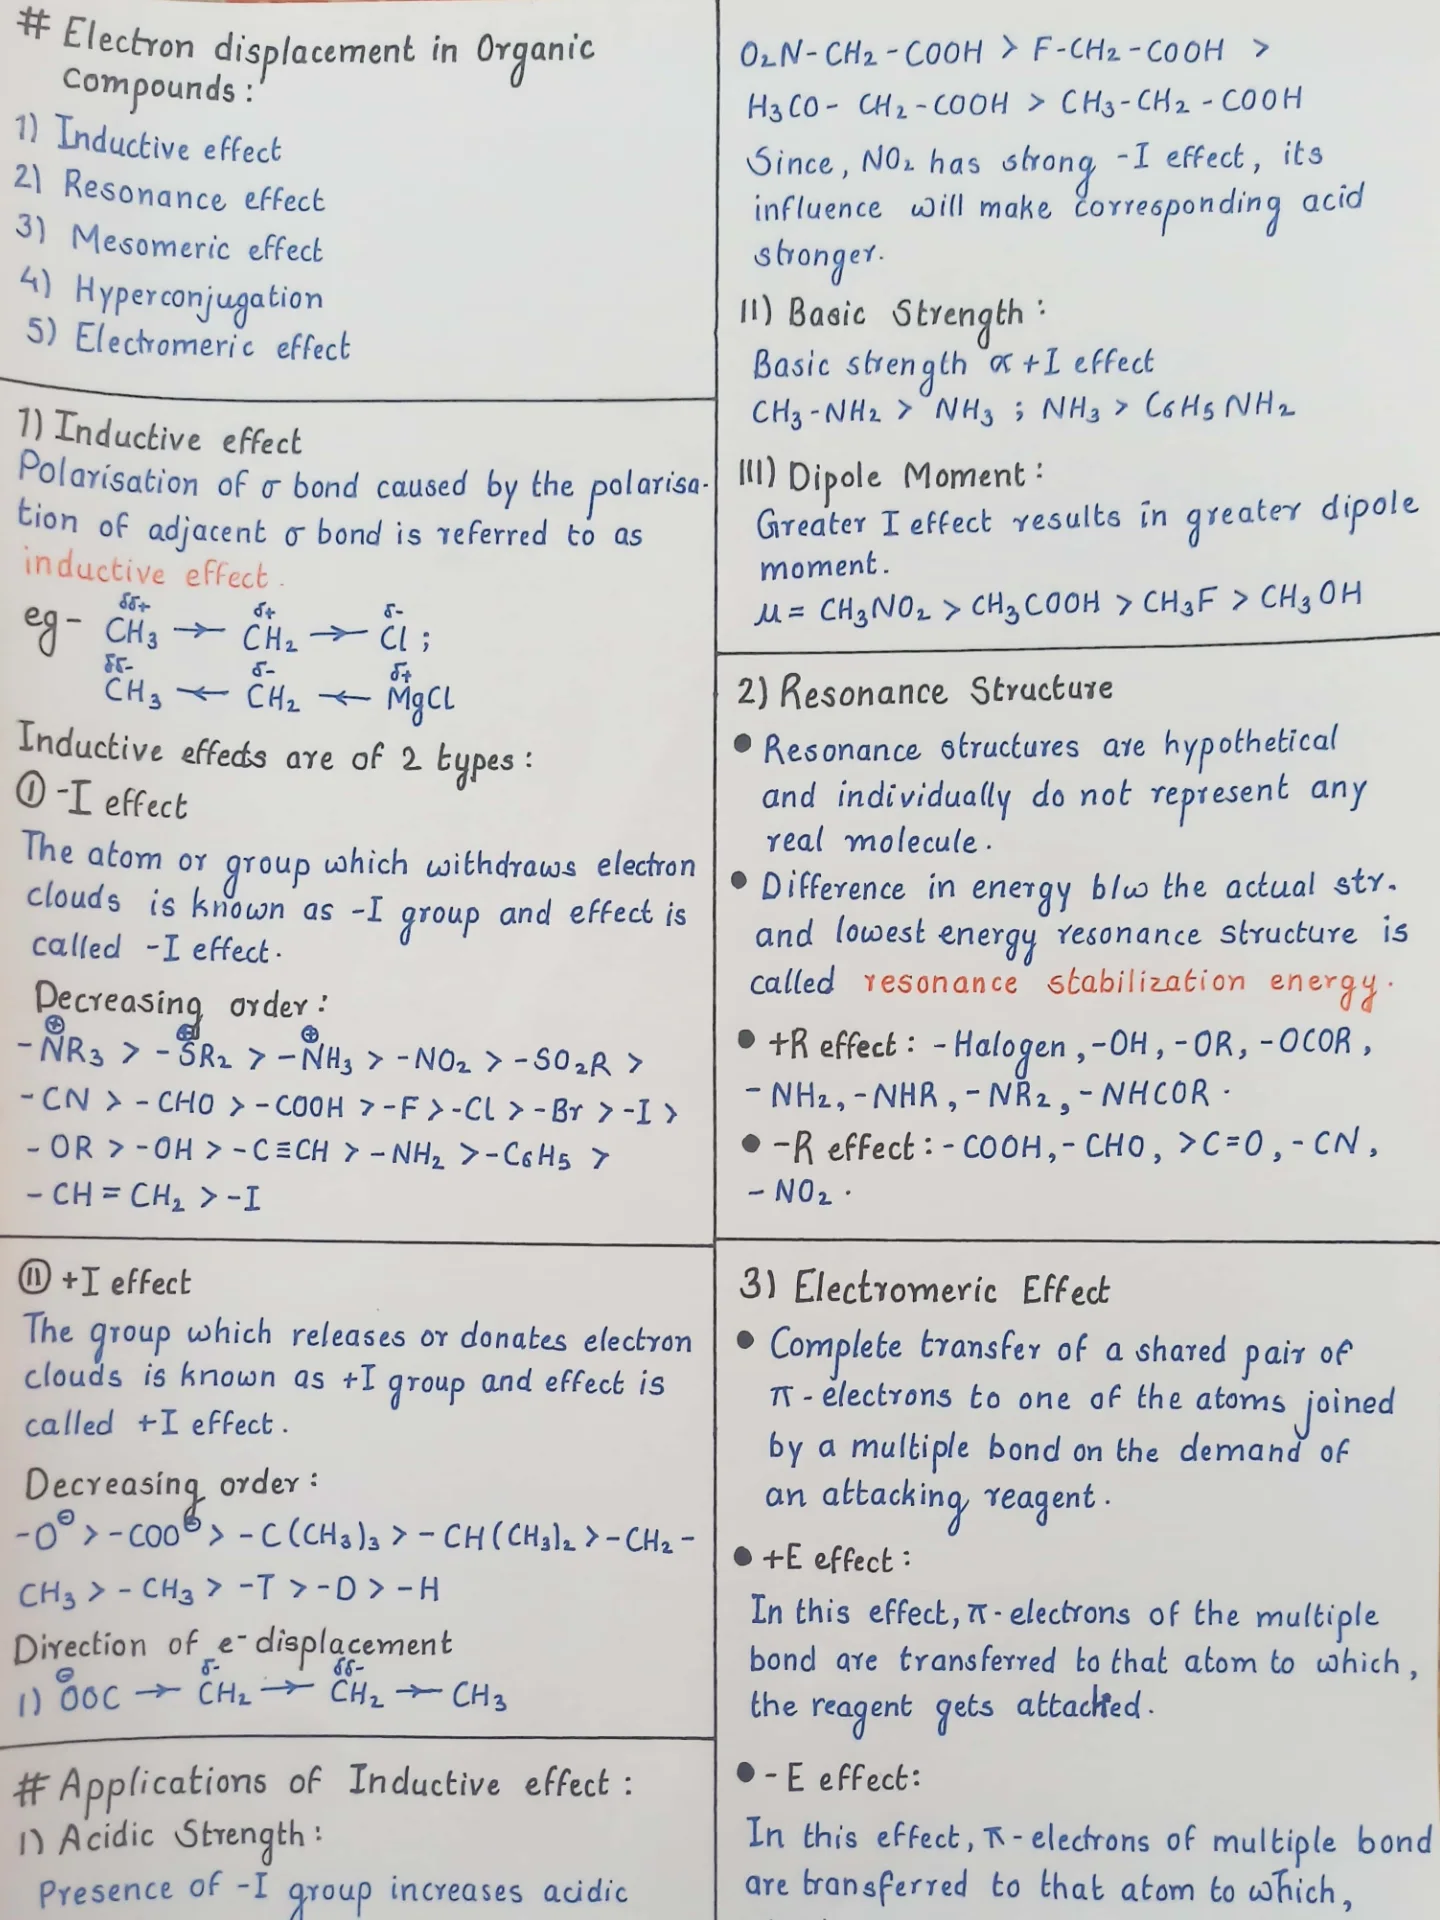 # Electron displacement in Organic
Compounds:
1) Inductive effect
2) Resonance effect
3) Mesomeric effect
4) Hyperconjugation
5) Electromeric effect
1) Inductive effect
Polarisation of σ bond caused by the polarisa-
tion of adjacent σ bond is referred to as
inductive effect.
δδ+ δ+ δ-
eg- CH₃ → CH₂ → Cl ;
δδ- δ- δ+
CH₃ ← CH₂ ← MgCl
Inductive effects are of 2 types :
Ⓘ -I effect
The atom or group which withdraws electron
clouds is known as -I group and effect is
called -I effect.
Decreasing order :
⊕ ⊕ ⊕
-NR₃ > -SR₂ > -NH₃ > -NO₂ > -SO₂R >
-CN > -CHO > -COOH > -F > -Cl > -Br > -I >
-OR > -OH > -C≡CH > -NH₂ > -C₆H₅ >
-CH = CH₂ > -I
(II) +I effect
The group which releases or donates electron
clouds is known as +I group and effect is
called +I effect.
Decreasing order :
-O⊖ > -COO⊖ > -C(CH₃)₃ > -CH(CH₃)₂ > -CH₂-
CH₃ > -CH₃ > -T > -D > -H
Direction of e⁻ displacement
⊖ δ- δδ-
1) OOC → CH₂ → CH₂ → CH₃
# Applications of Inductive effect :
I) Acidic Strength :
Presence of -I group increases acidic
O₂N-CH₂-COOH > F-CH₂-COOH >
H₃CO-CH₂-COOH > CH₃-CH₂-COOH
Since, NO₂ has strong -I effect, its
influence will make corresponding acid
stronger.
II) Basic Strength :
Basic strength ∝ +I effect
CH₃-NH₂ > NH₃ ; NH₃ > C₆H₅NH₂
III) Dipole Moment :
Greater I effect results in greater dipole
moment.
μ = CH₃NO₂ > CH₃COOH > CH₃F > CH₃OH
2) Resonance Structure
● Resonance structures are hypothetical
and individually do not represent any
real molecule.
● Difference in energy b/w the actual str.
and lowest energy resonance structure is
called resonance stabilization energy.
● +R effect : -Halogen, -OH, -OR, -OCOR,
-NH₂, -NHR, -NR₂, -NHCOR.
● -R effect : -COOH, -CHO, >C=O, -CN,
-NO₂.
3) Electromeric Effect
● Complete transfer of a shared pair of
π-electrons to one of the atoms joined
by a multiple bond on the demand of
an attacking reagent.
● +E effect :
In this effect, π-electrons of the multiple
bond are transferred to that atom to which,
the reagent gets attached.
● -E effect:
In this effect, π-electrons of multiple bond
are transferred to that atom to which,